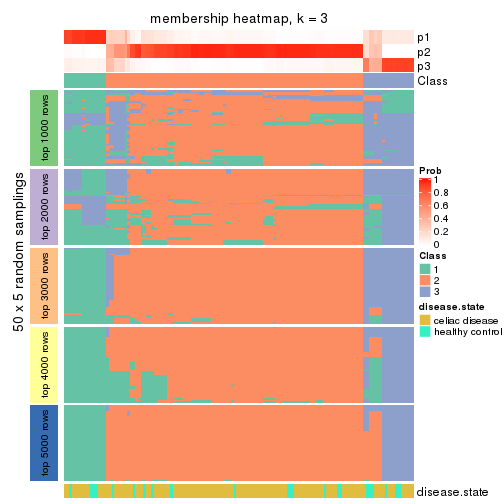 membership heatmap, k = 3
p1
p2
p3
Class
50 x 5 random samplings
top 1000 rows
top 2000 rows
top 3000 rows
top 4000 rows
top 5000 rows
Prob
1
0.8
0.6
0.4
0.2
0
Class
1
2
3
disease.state
celiac disease
healthy control
disease.state